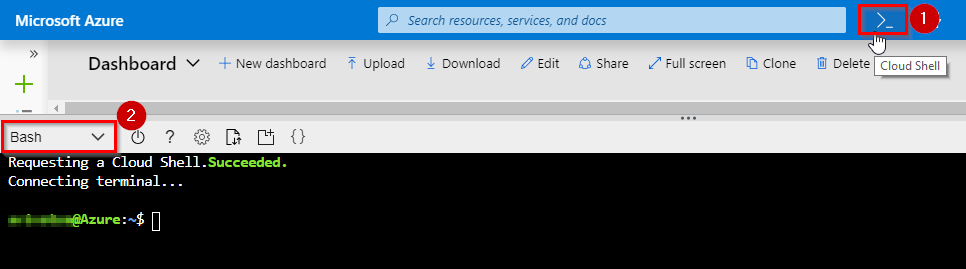 Microsoft Azure
Search resources, services, and docs
>_
1
»
Dashboard
+ New dashboard
Upload
Download
Edit
Share
Full screen
Clone
Delete
Cloud Shell
2
Bash
?
{}
Requesting a Cloud Shell.Succeeded.
Connecting terminal...
@Azure:~$